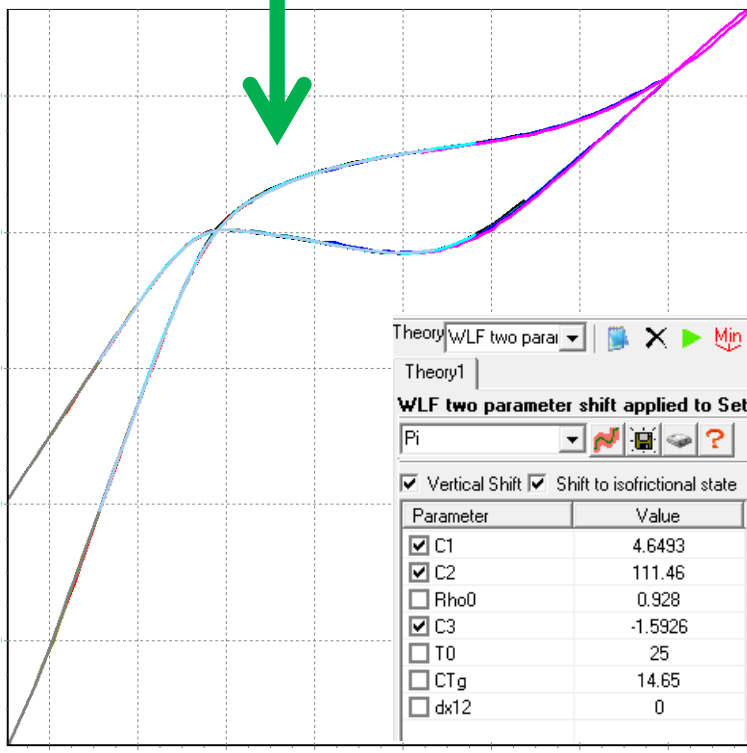 Theory WLF two parai Min
Theory1
WLF two parameter shift applied to Set
Pi
Vertical Shift Shift to isofrictional state
Parameter Value
C1 4.6493
C2 111.46
Rho0 0.928
C3 -1.5926
T0 25
CTg 14.65
dx12 0